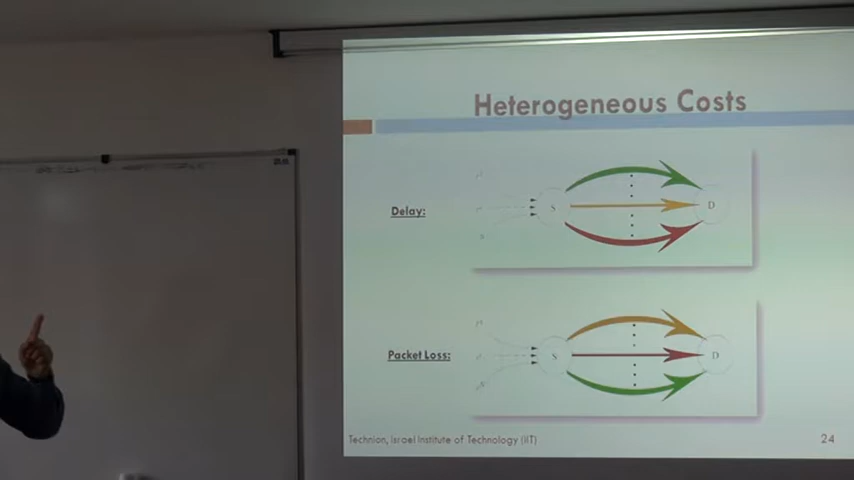 Heterogeneous Costs
Delay:
S
D
Packet Loss:
S
D
Technion, Israel Institute of Technology (IIT)
24